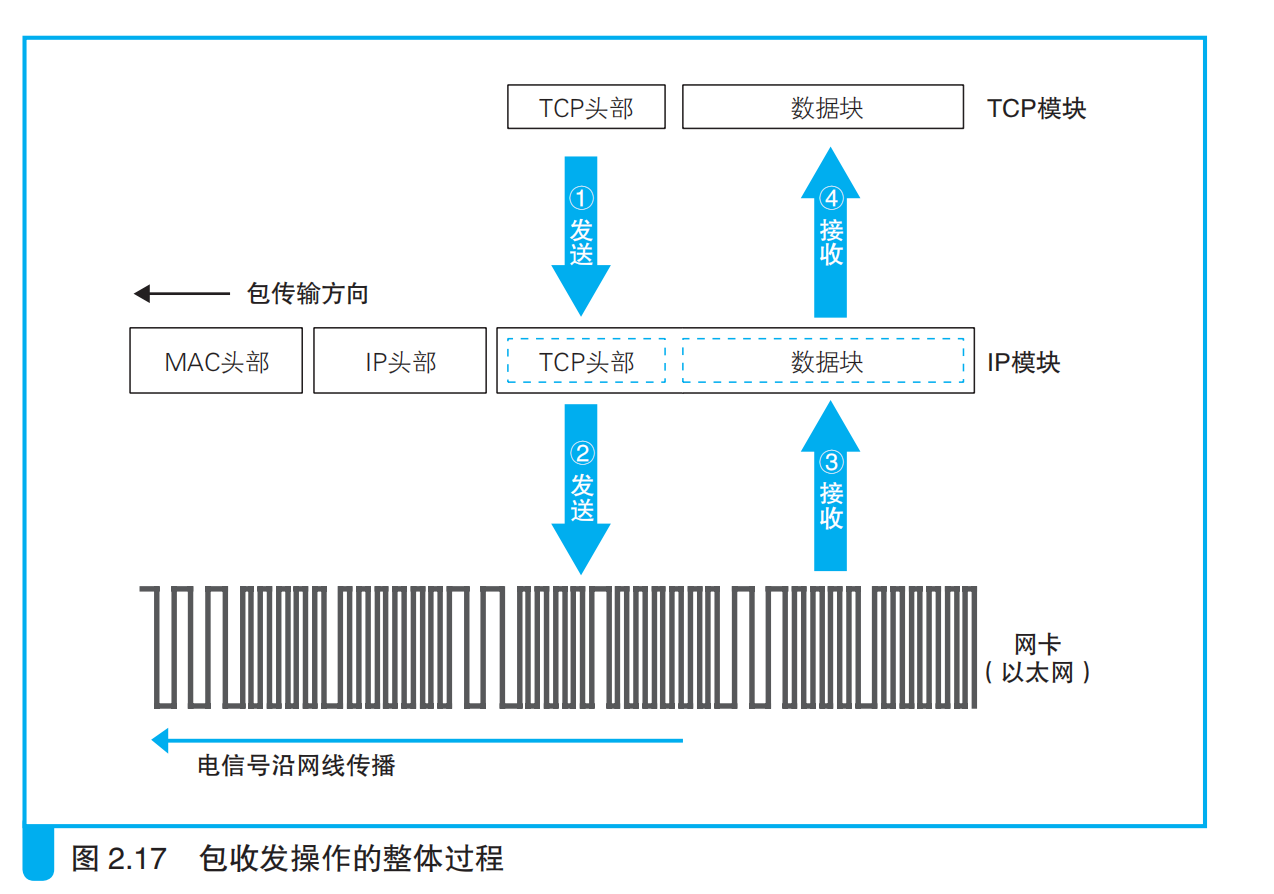 TCP头部 数据块 TCP模块
①发送
④接收
包传输方向
MAC头部 IP头部 TCP头部 数据块 IP模块
②发送
③接收
网卡
(以太网)
电信号沿网线传播
图 2.17 包收发操作的整体过程